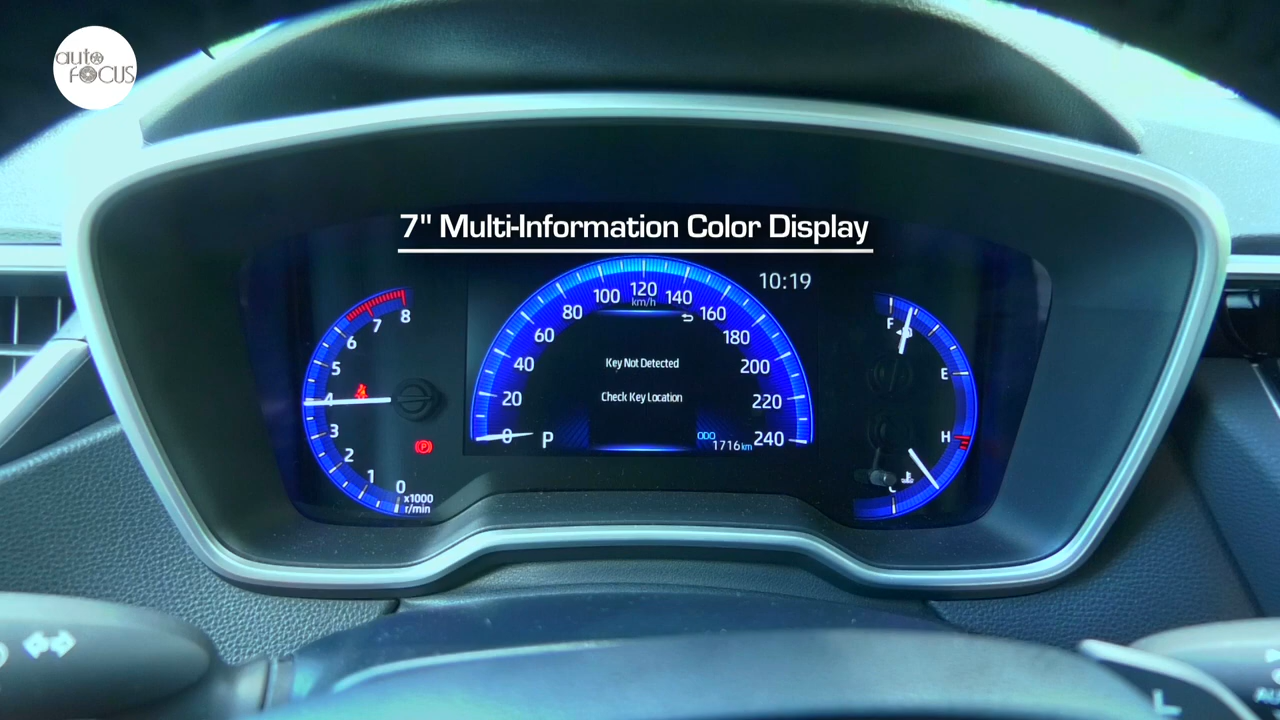 auto
FOCUS
7" Multi-Information Color Display
10:19
100 120 140
km/h
80 160
60 180
40 200
20 220
0 240
8
7
6
5
4
3
2
1
0
x1000
r/min
Key Not Detected
Check Key Location
P
ODO
1716 km
F
E
H
C